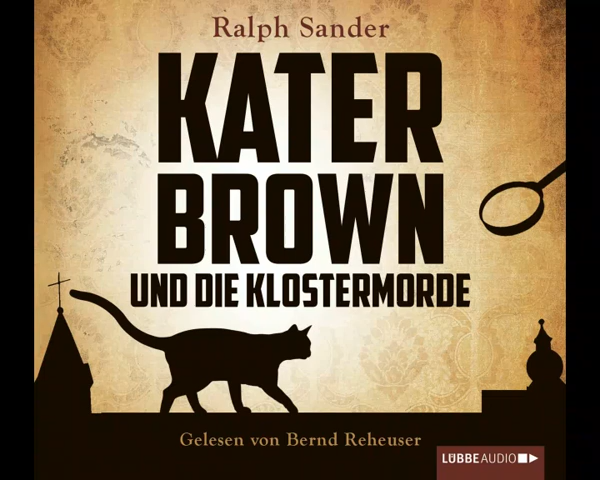 Ralph Sander
KATER
BROWN
UND DIE KLOSTERMORDE
Gelesen von Bernd Reheuser
LÜBBE AUDIO